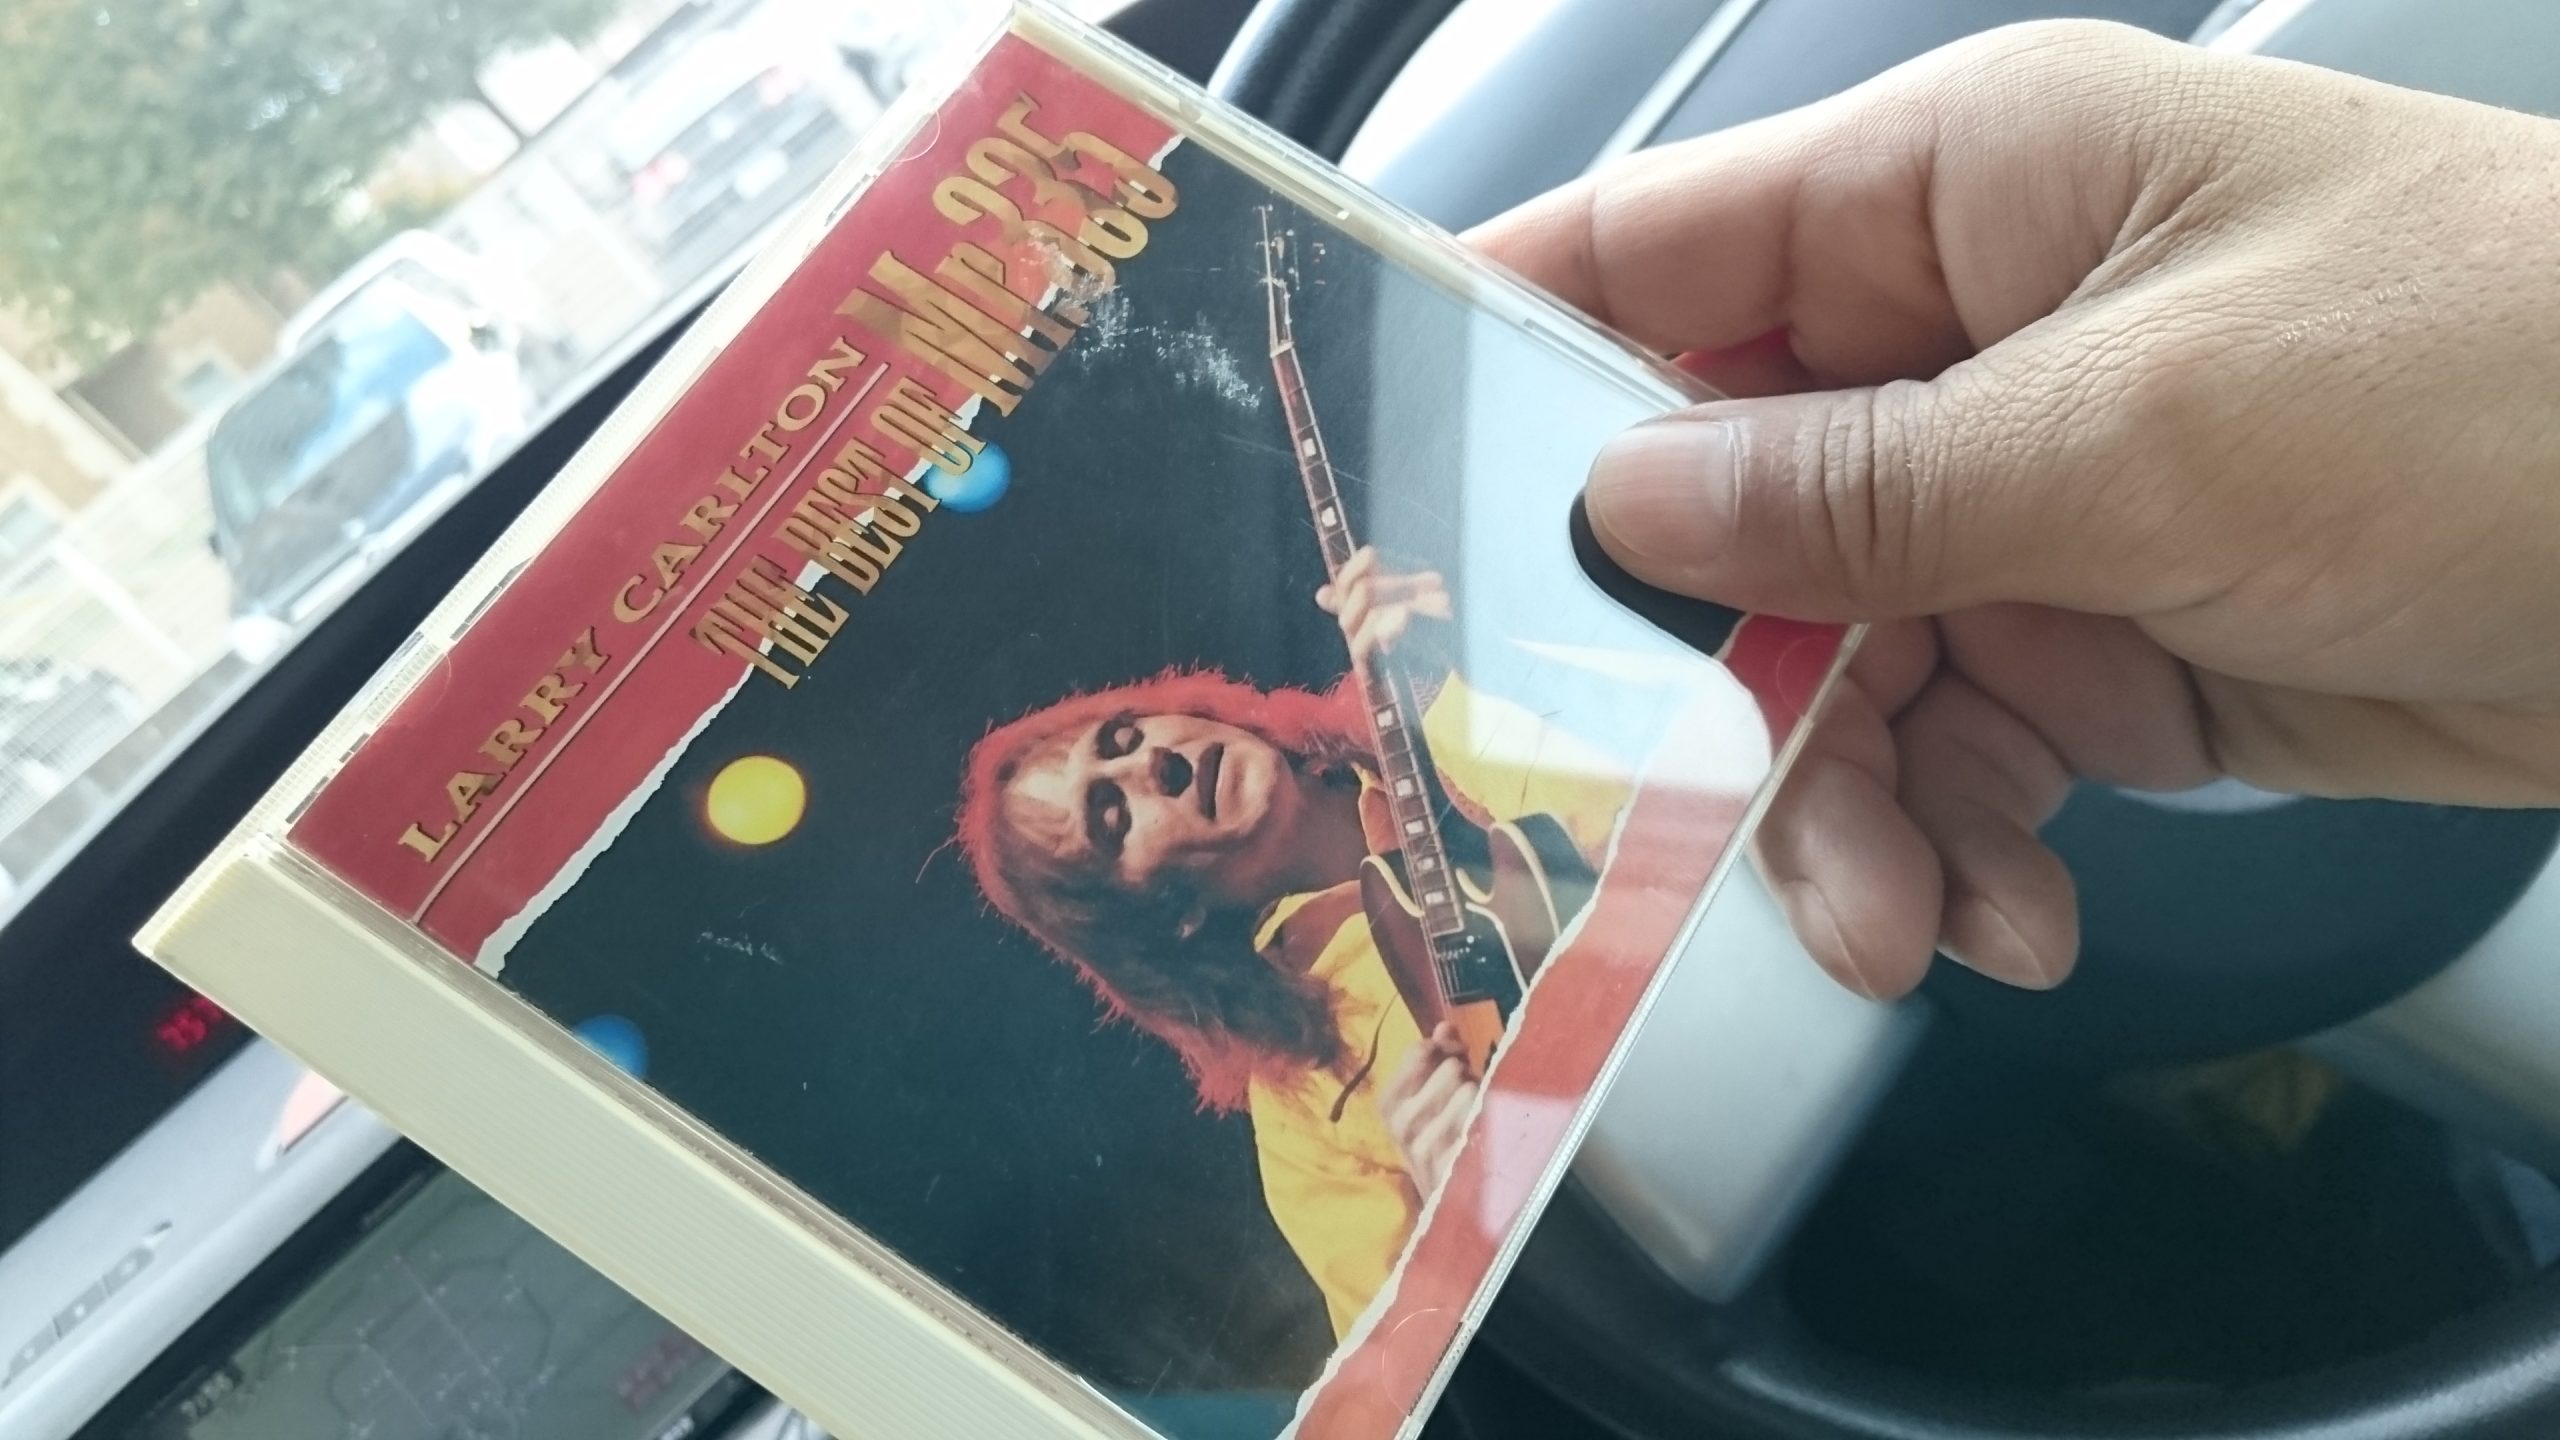 LARRY CARLTON
THE BEST OF MR.335